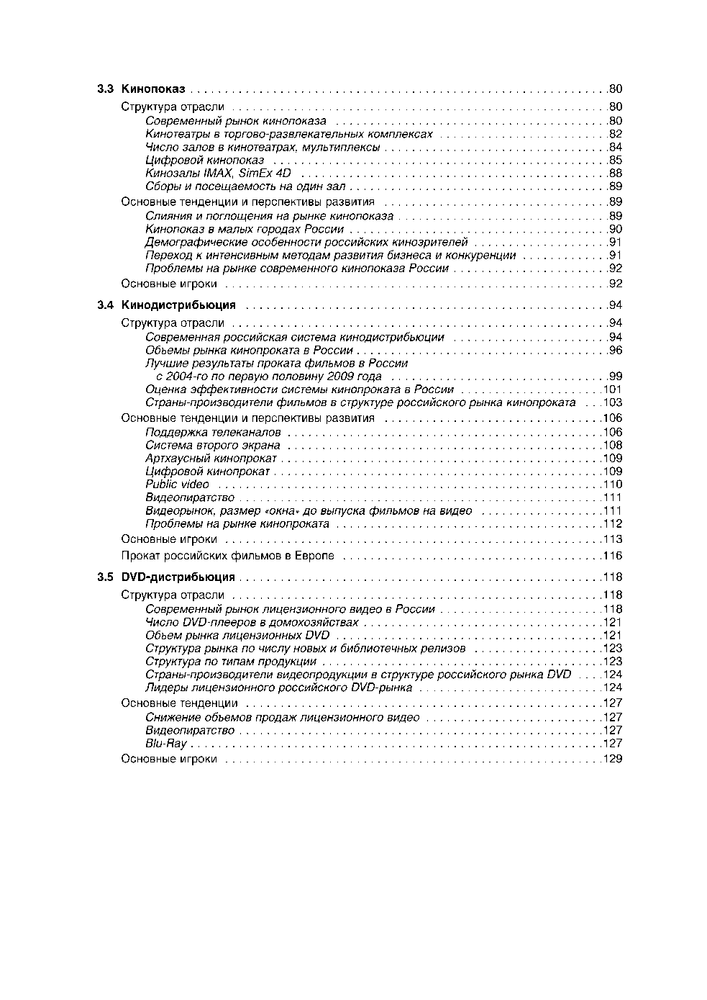 3.3 Кинопоказ . . . . . . . . . . . . . . . . . . . . . . . . . . . . . . 80
Структура отрасли . . . . . . . . . . . . . . . . . . . . . . . . . . . . . . 80
Современный рынок кинопоказа . . . . . . . . . . . . . . . . . . . . 80
Кинотеатры в торгово-развлекательных комплексах . . . . . . . . . . 82
Число залов в кинотеатрах, мультиплексы . . . . . . . . . . . . . . . 84
Цифровой кинопоказ . . . . . . . . . . . . . . . . . . . . . . . . . 85
Кинозалы IMAX, SimEx 4D . . . . . . . . . . . . . . . . . . . . . . . 88
Сборы и посещаемость на один зал . . . . . . . . . . . . . . . . . . 89
Основные тенденции и перспективы развития . . . . . . . . . . . . . . . 89
Слияния и поглощения на рынке кинопоказа . . . . . . . . . . . . . . 89
Кинопоказ в малых городах России . . . . . . . . . . . . . . . . . . 90
Демографические особенности российских кинозрителей . . . . . . . . 91
Переход к интенсивным методам развития бизнеса и конкуренции . . . . 91
Проблемы на рынке современного кинопоказа России . . . . . . . . . . 92
Основные игроки . . . . . . . . . . . . . . . . . . . . . . . . . . . . 92
3.4 Кинодистрибьюция . . . . . . . . . . . . . . . . . . . . . . . . . . 94
Структура отрасли . . . . . . . . . . . . . . . . . . . . . . . . . . . 94
Современная российская система кинодистрибьюции . . . . . . . . . . 94
Объемы рынка кинопроката в России . . . . . . . . . . . . . . . . . . 96
Лучшие результаты проката фильмов в России
с 2004-го по первую половину 2009 года . . . . . . . . . . . . . . . 99
Оценка эффективности системы кинопроката в России . . . . . . . . . 101
Страны-производители фильмов в структуре российского рынка кинопроката . . . 103
Основные тенденции и перспективы развития . . . . . . . . . . . . . . . 106
Поддержка телеканалов . . . . . . . . . . . . . . . . . . . . . . . . 106
Система второго экрана . . . . . . . . . . . . . . . . . . . . . . . 108
Артхаусный кинопрокат . . . . . . . . . . . . . . . . . . . . . . . . 109
Цифровой кинопрокат . . . . . . . . . . . . . . . . . . . . . . . . . 109
Public video . . . . . . . . . . . . . . . . . . . . . . . . . . . . 110
Видеопиратство . . . . . . . . . . . . . . . . . . . . . . . . . . . 111
Видеорынок, размер «окна» до выпуска фильмов на видео . . . . . . . 111
Проблемы на рынке кинопроката . . . . . . . . . . . . . . . . . . . . 112
Основные игроки . . . . . . . . . . . . . . . . . . . . . . . . . . . . 113
Прокат российских фильмов в Европе . . . . . . . . . . . . . . . . . . 116
3.5 DVD-дистрибьюция . . . . . . . . . . . . . . . . . . . . . . . . . . 118
Структура отрасли . . . . . . . . . . . . . . . . . . . . . . . . . . . 118
Современный рынок лицензионного видео в России . . . . . . . . . . . 118
Число DVD-плееров в домохозяйствах . . . . . . . . . . . . . . . . . 121
Объем рынка лицензионных DVD . . . . . . . . . . . . . . . . . . . . 121
Структура рынка по числу новых и библиотечных релизов . . . . . . . 123
Структура по типам продукции . . . . . . . . . . . . . . . . . . . . 123
Страны-производители видеопродукции в структуре российского рынка DVD . . . . 124
Лидеры лицензионного российского DVD-рынка . . . . . . . . . . . . . 124
Основные тенденции . . . . . . . . . . . . . . . . . . . . . . . . . . 127
Снижение объемов продаж лицензионного видео . . . . . . . . . . . . 127
Видеопиратство . . . . . . . . . . . . . . . . . . . . . . . . . . . 127
Blu-Ray . . . . . . . . . . . . . . . . . . . . . . . . . . . . . . . 127
Основные игроки . . . . . . . . . . . . . . . . . . . . . . . . . . . . 129